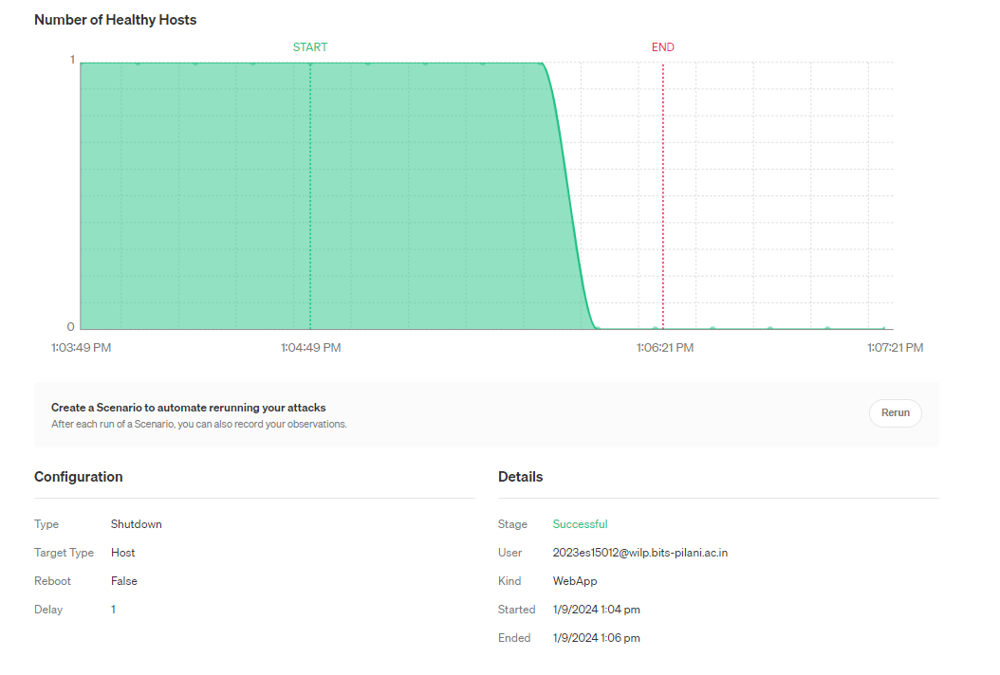 Number of Healthy Hosts
START
END
1
0
1:03:49 PM
1:04:49 PM
1:06:21 PM
1:07:21 PM
Create a Scenario to automate rerunning your attacks
After each run of a Scenario, you can also record your observations.
Rerun
Configuration
Type Shutdown
Target Type Host
Reboot False
Delay 1
Details
Stage Successful
User 2023es15012@wilp.bits-pilani.ac.in
Kind WebApp
Started 1/9/2024 1:04 pm
Ended 1/9/2024 1:06 pm